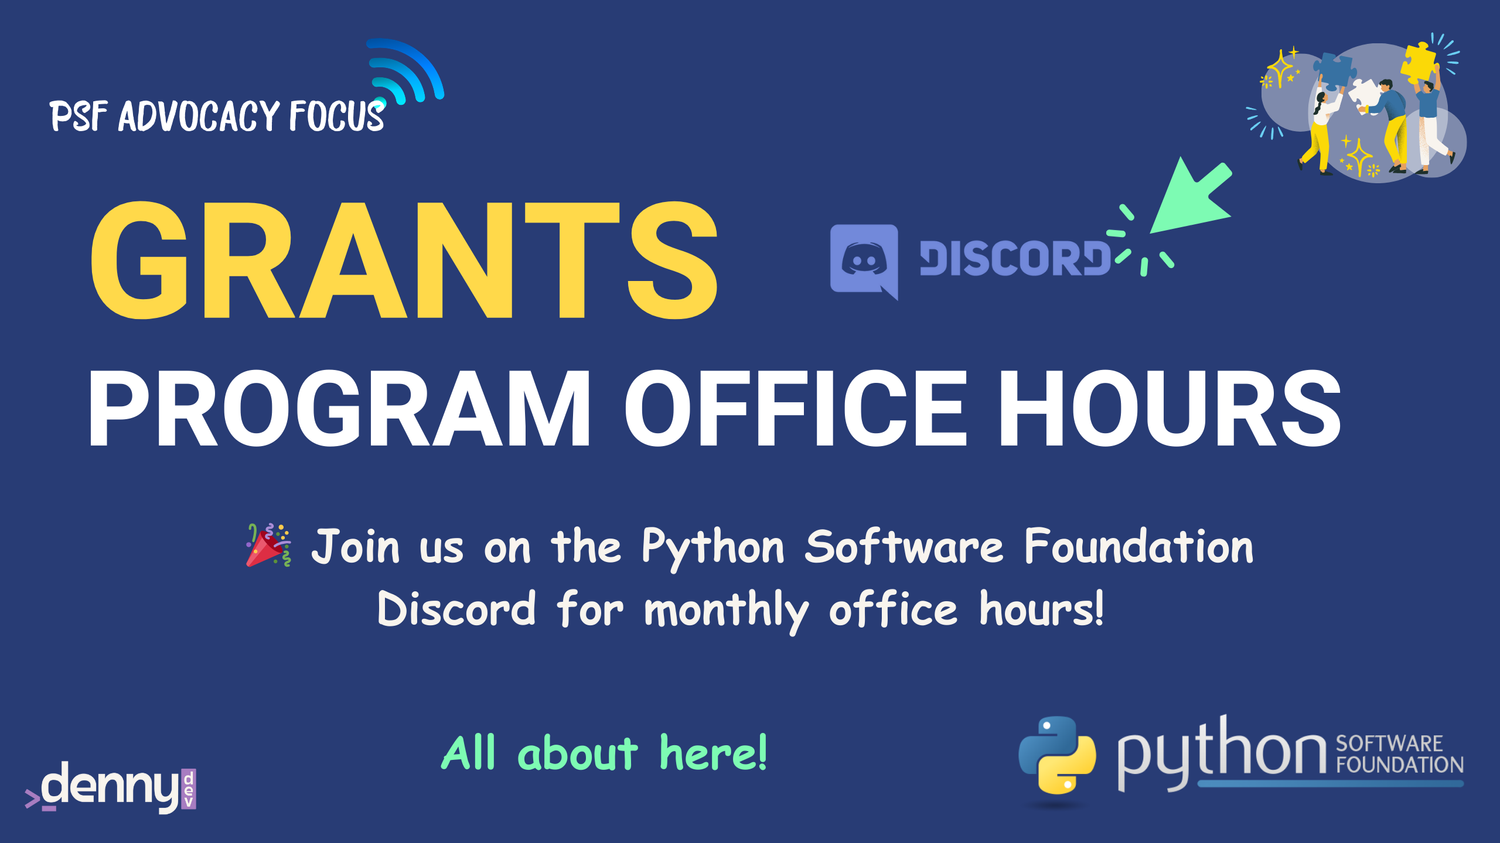 PSF ADVOCACY FOCUS
GRANTS
DISCORD
PROGRAM OFFICE HOURS
🎉 Join us on the Python Software Foundation
Discord for monthly office hours!
All about here!
>_denny dev
python SOFTWARE
FOUNDATION